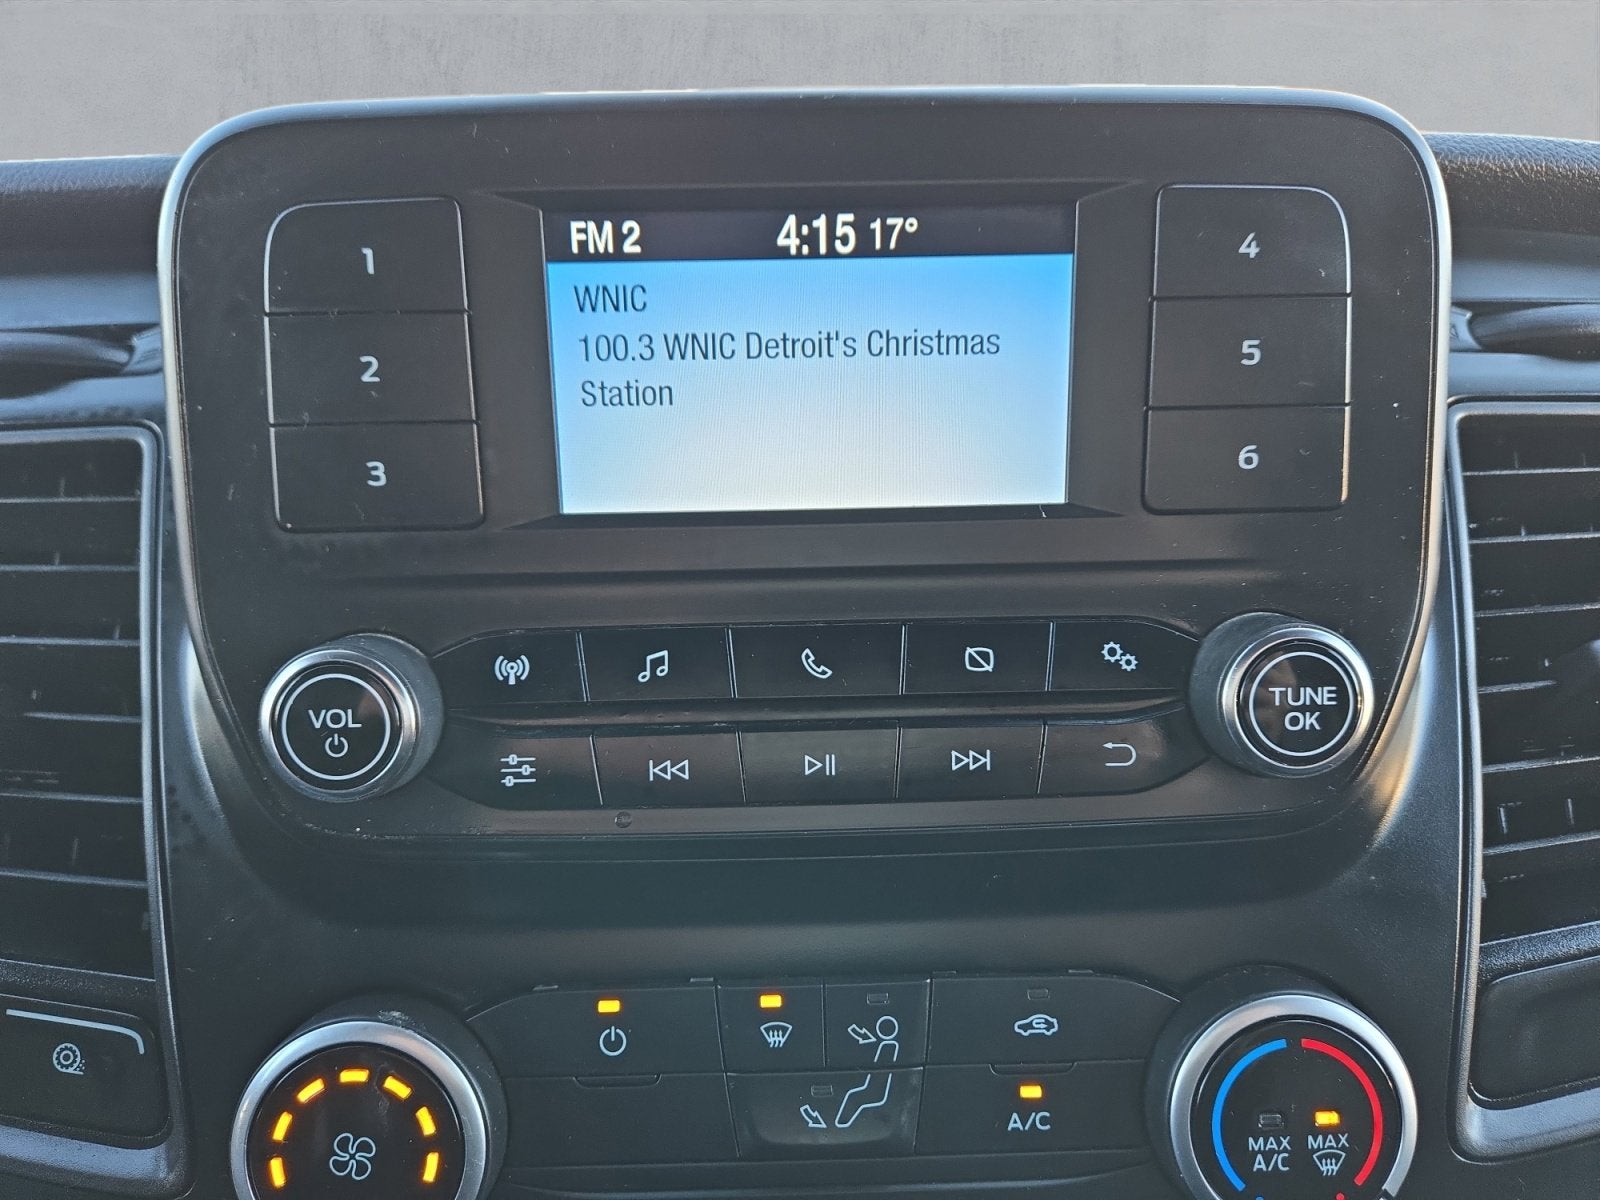 FM 2 4:15 17°
WNIC
100.3 WNIC Detroit's Christmas
Station
1
2
3
4
5
6
VOL
TUNE
OK
A/C
MAX
A/C
MAX